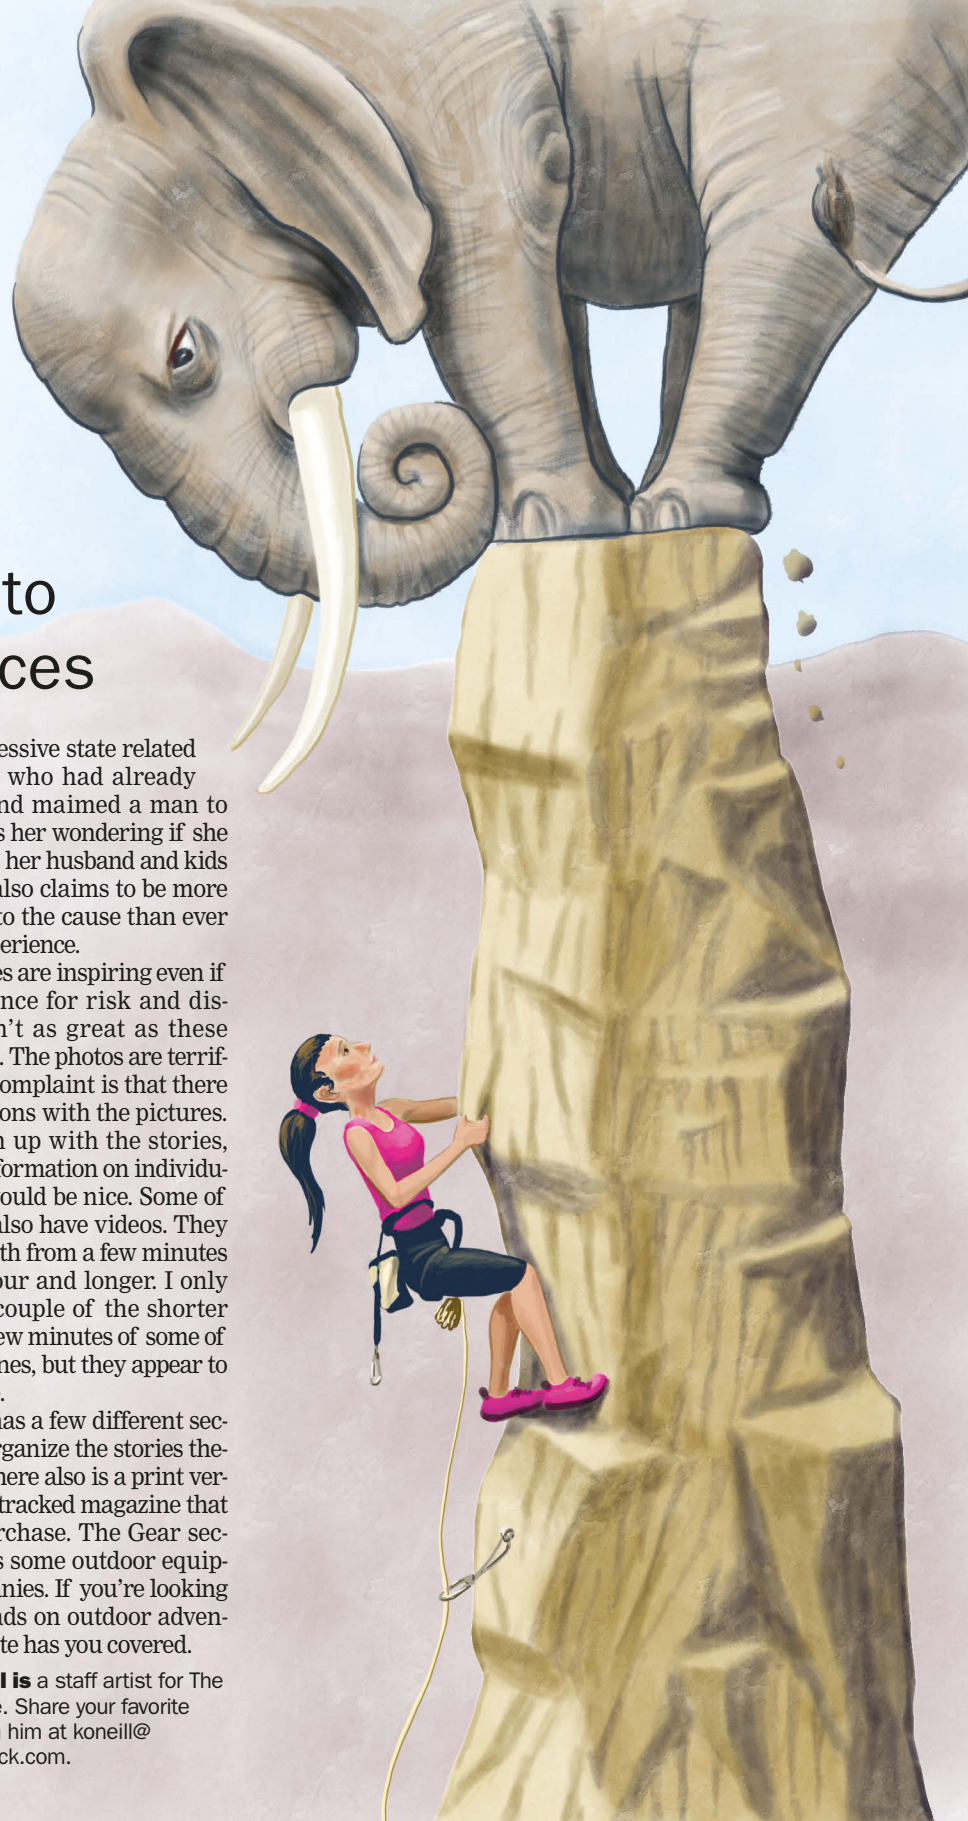 to
ces
essive state related
who had already
nd maimed a man to
s her wondering if she
her husband and kids
also claims to be more
to the cause than ever
erience.
es are inspiring even if
nce for risk and dis-
n't as great as these
. The photos are terrif-
omplaint is that there
ons with the pictures.
n up with the stories,
formation on individu-
ould be nice. Some of
also have videos. They
th from a few minutes
our and longer. I only
couple of the shorter
ew minutes of some of
nes, but they appear to
.
has a few different sec-
rganize the stories the-
here also is a print ver-
tracked magazine that
rchase. The Gear sec-
s some outdoor equip-
nies. If you're looking
nds on outdoor adven-
te has you covered.
l is a staff artist for The
e. Share your favorite
him at koneill@
ck.com.